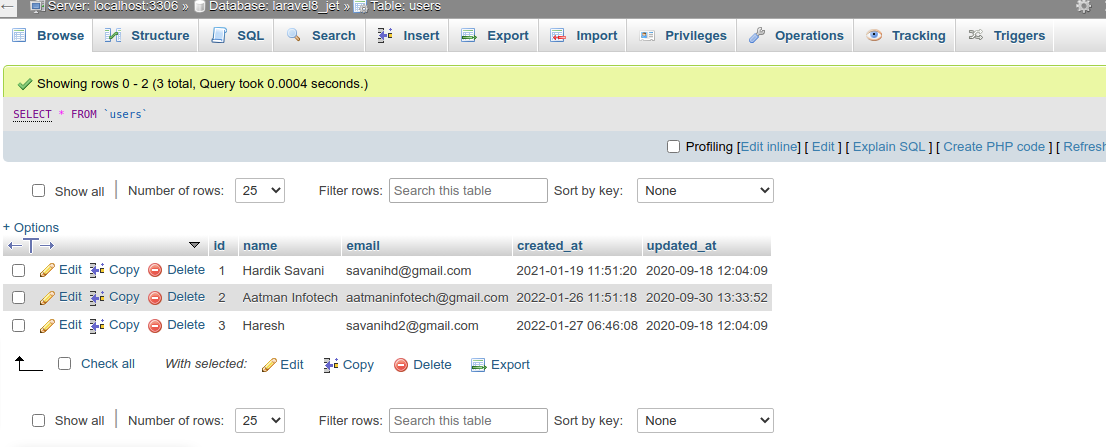 Server: localhost:3306 » Database: laravel8_jet » Table: users
Browse Structure SQL Search Insert Export Import Privileges Operations Tracking Triggers
Showing rows 0 - 2 (3 total, Query took 0.0004 seconds.)
SELECT * FROM `users`
Profiling [Edit inline] [ Edit ] [ Explain SQL ] [ Create PHP code ] [ Refresh
Show all Number of rows: 25 Filter rows: Search this table Sort by key: None
+ Options
id name email created_at updated_at
Edit Copy Delete 1 Hardik Savani savanihd@gmail.com 2021-01-19 11:51:20 2020-09-18 12:04:09
Edit Copy Delete 2 Aatman Infotech aatmaninfotech@gmail.com 2022-01-26 11:51:18 2020-09-30 13:33:52
Edit Copy Delete 3 Haresh savanihd2@gmail.com 2022-01-27 06:46:08 2020-09-18 12:04:09
Check all With selected: Edit Copy Delete Export
Show all Number of rows: 25 Filter rows: Search this table Sort by key: None